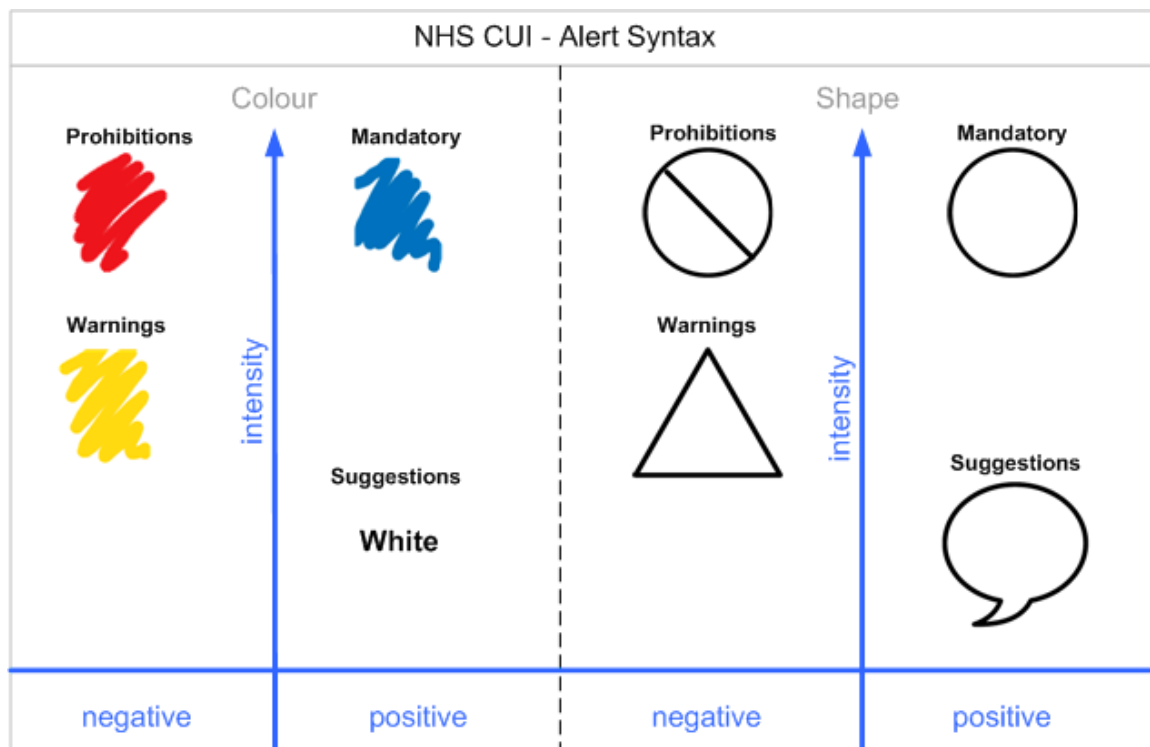 NHS CUI - Alert Syntax
Colour
Prohibitions
Mandatory
Warnings
intensity
Suggestions
White
negative
positive
Shape
Prohibitions
Mandatory
Warnings
intensity
Suggestions
negative
positive